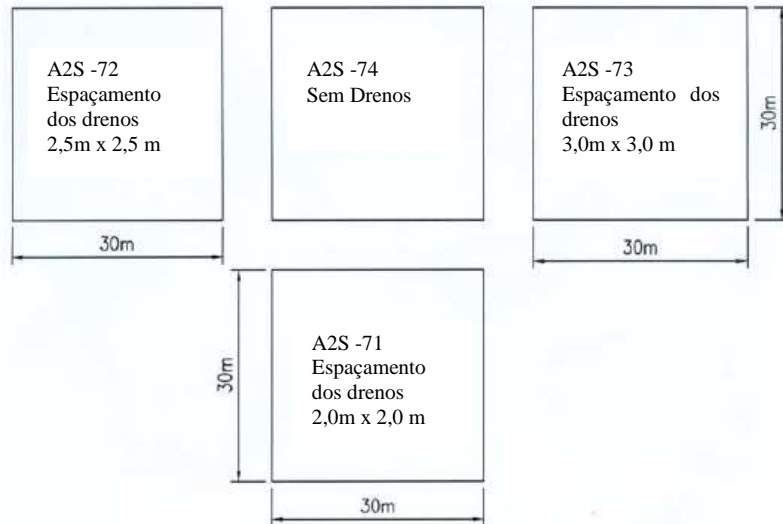 A2S -72
Espaçamento
dos drenos
2,5m x 2,5 m
A2S -74
Sem Drenos
A2S -73
Espaçamento dos
drenos
3,0m x 3,0 m
30m
30m
30m
A2S -71
Espaçamento
dos drenos
2,0m x 2,0 m
30m
30m